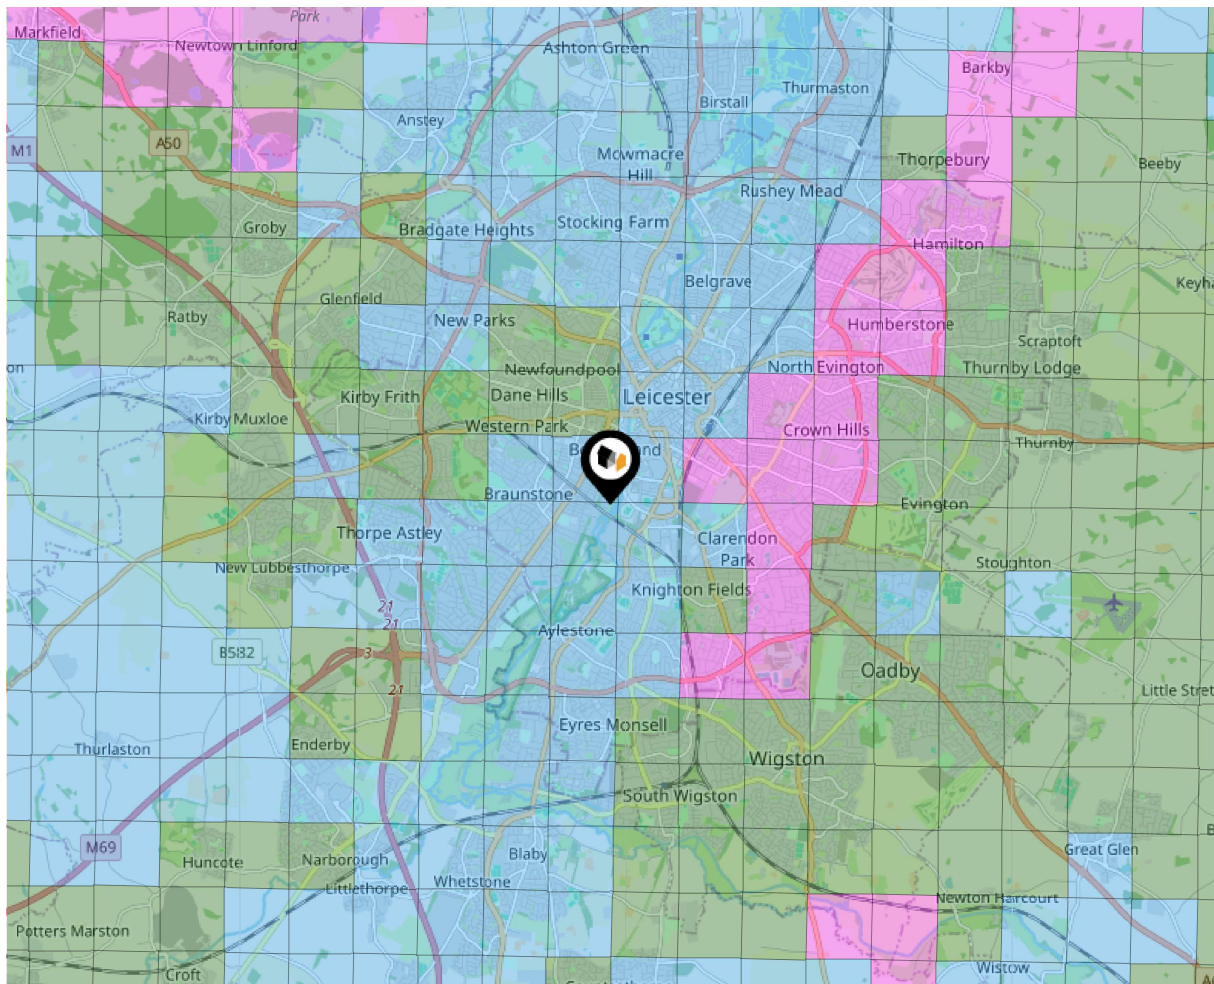 Park
Markfield
Newtown Linford
Ashton Green
Barkby
Thurmaston
Birstall
Anstey
A50
M1
Mowmacre
Hill
Thorpebury
Beeby
Rushey Mead
Stocking Farm
Groby
Bradgate Heights
Hamilton
Belgrave
Keyha
Glenfield
Ratby
New Parks
Humberstone
Scraptoft
on
Newfoundpool
North Evington
Thurnby Lodge
Kirby Frith
Dane Hills
Leicester
Kirby Muxloe
Western Park
Crown Hills
Thurnby
Braunstone
Evington
Thorpe Astley
Clarendon
Park
New Lubbesthorpe
Stoughton
Knighton Fields
21
21
Aylestone
B582
3
Oadby
21
Little Stret
Eyres Monsell
Thurlaston
Enderby
Wigston
South Wigston
M69
Blaby
Great Glen
Huncote
Narborough
Whetstone
Littlethorpe
Newton Harcourt
Potters Marston
Croft
Wistow